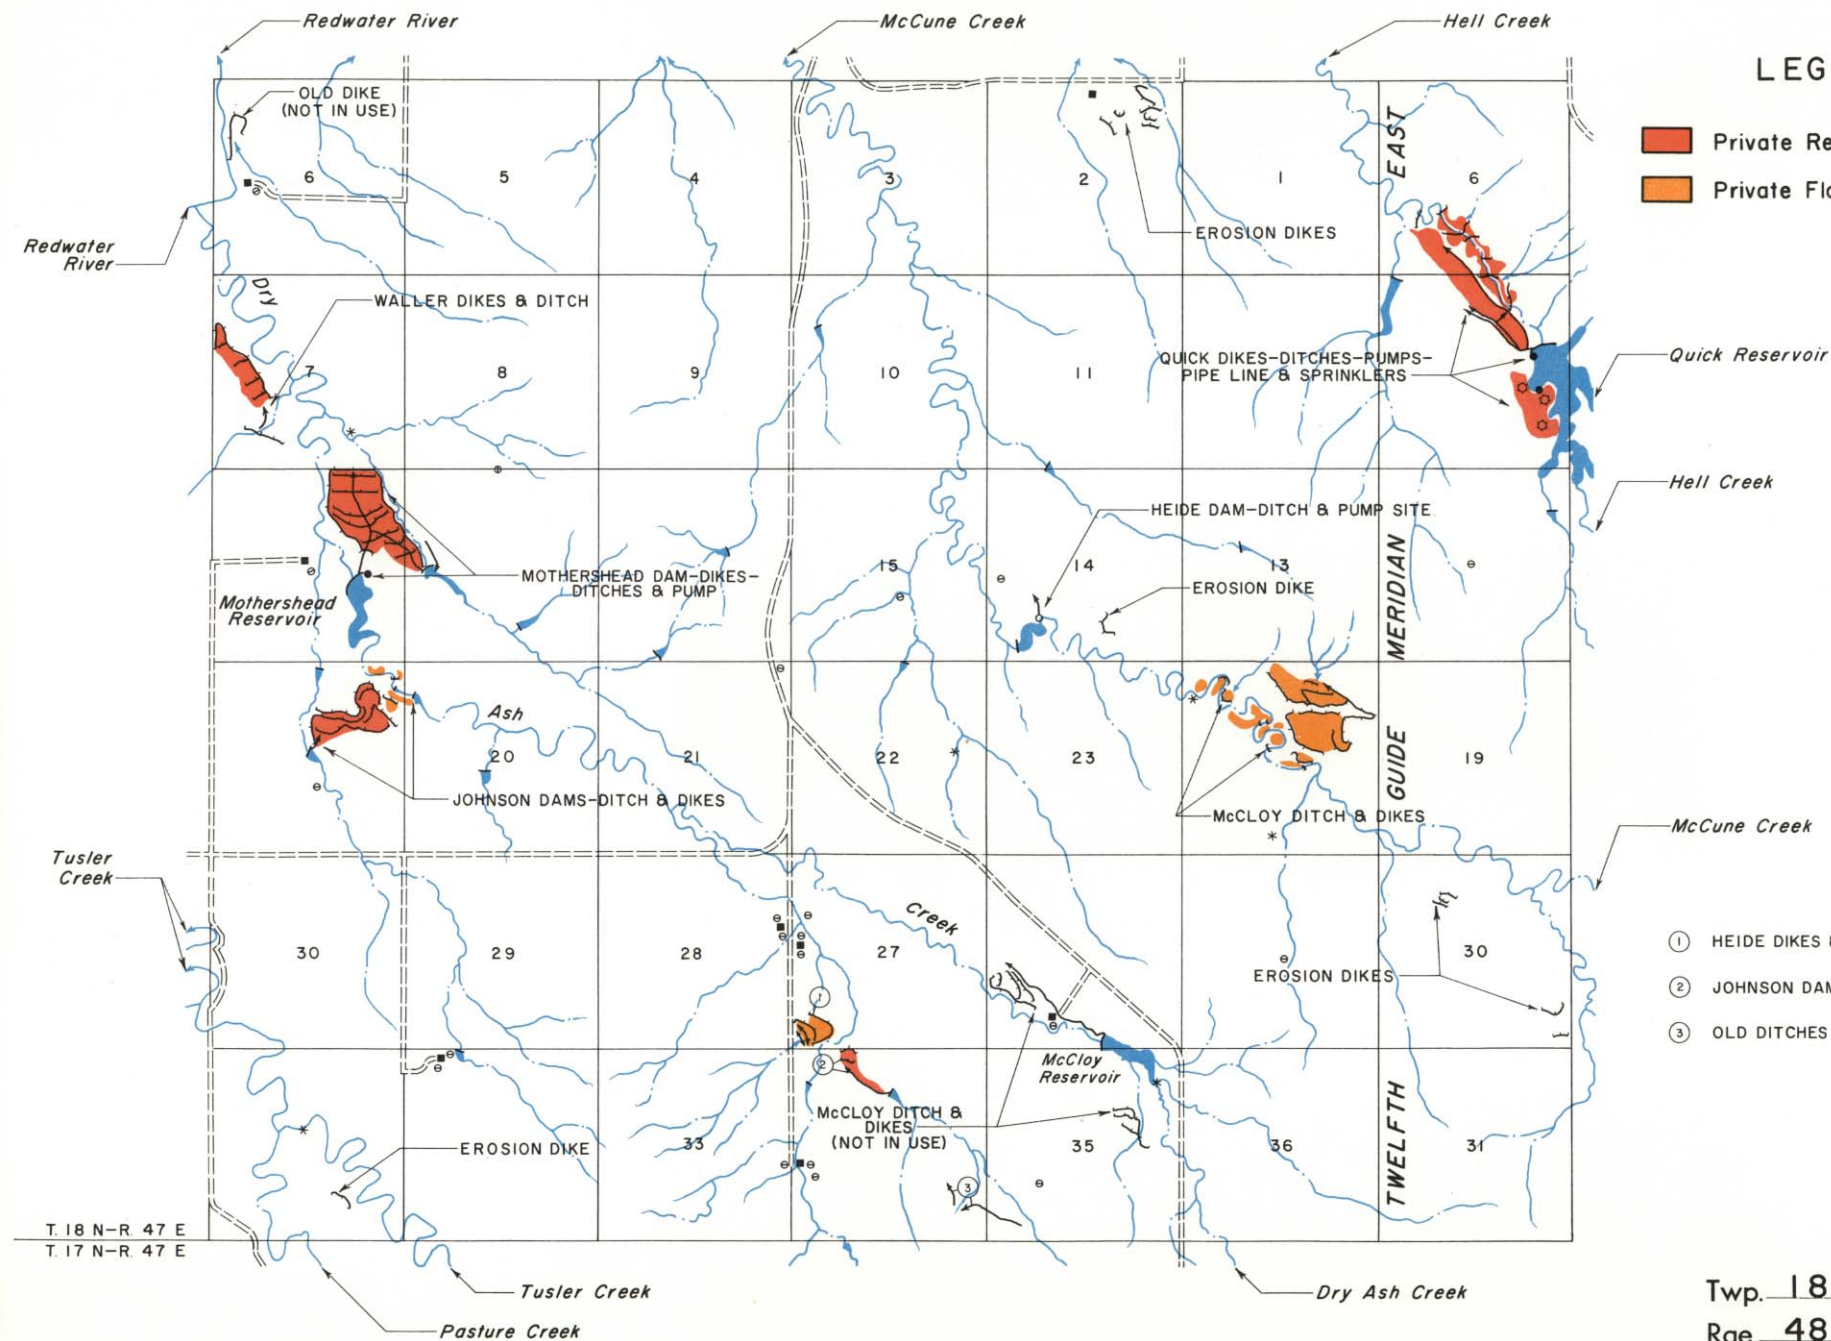 Redwater River
McCune Creek
Hell Creek
LEG
OLD DIKE
(NOT IN USE)
EAST
Private Re
Private Flo
6
5
4
3
2
1
6
EROSION DIKES
Redwater
River
Dry
WALLER DIKES & DITCH
QUICK DIKES-DITCHES-PUMPS-
PIPE LINE & SPRINKLERS
Quick Reservoir
7
8
9
10
11
Hell Creek
HEIDE DAM-DITCH & PUMP SITE
MERIDIAN
15
14
13
MOTHERSHEAD DAM-DIKES-
DITCHES & PUMP
EROSION DIKE
Mothershead
Reservoir
Ash
20
21
22
23
GUIDE
19
JOHNSON DAMS-DITCH & DIKES
McCLOY DITCH & DIKES
McCune Creek
Tusler
Creek
Creek
30
29
28
27
EROSION DIKES
30
① HEIDE DIKES &
② JOHNSON DAM
③ OLD DITCHES
1
2
McCloy
Reservoir
McCLOY DITCH &
DIKES
(NOT IN USE)
TWELFTH
EROSION DIKE
33
35
36
31
3
T. 18 N-R. 47 E
T. 17 N-R. 47 E
Tusler Creek
Dry Ash Creek
Pasture Creek
Twp. 18
Rge 48